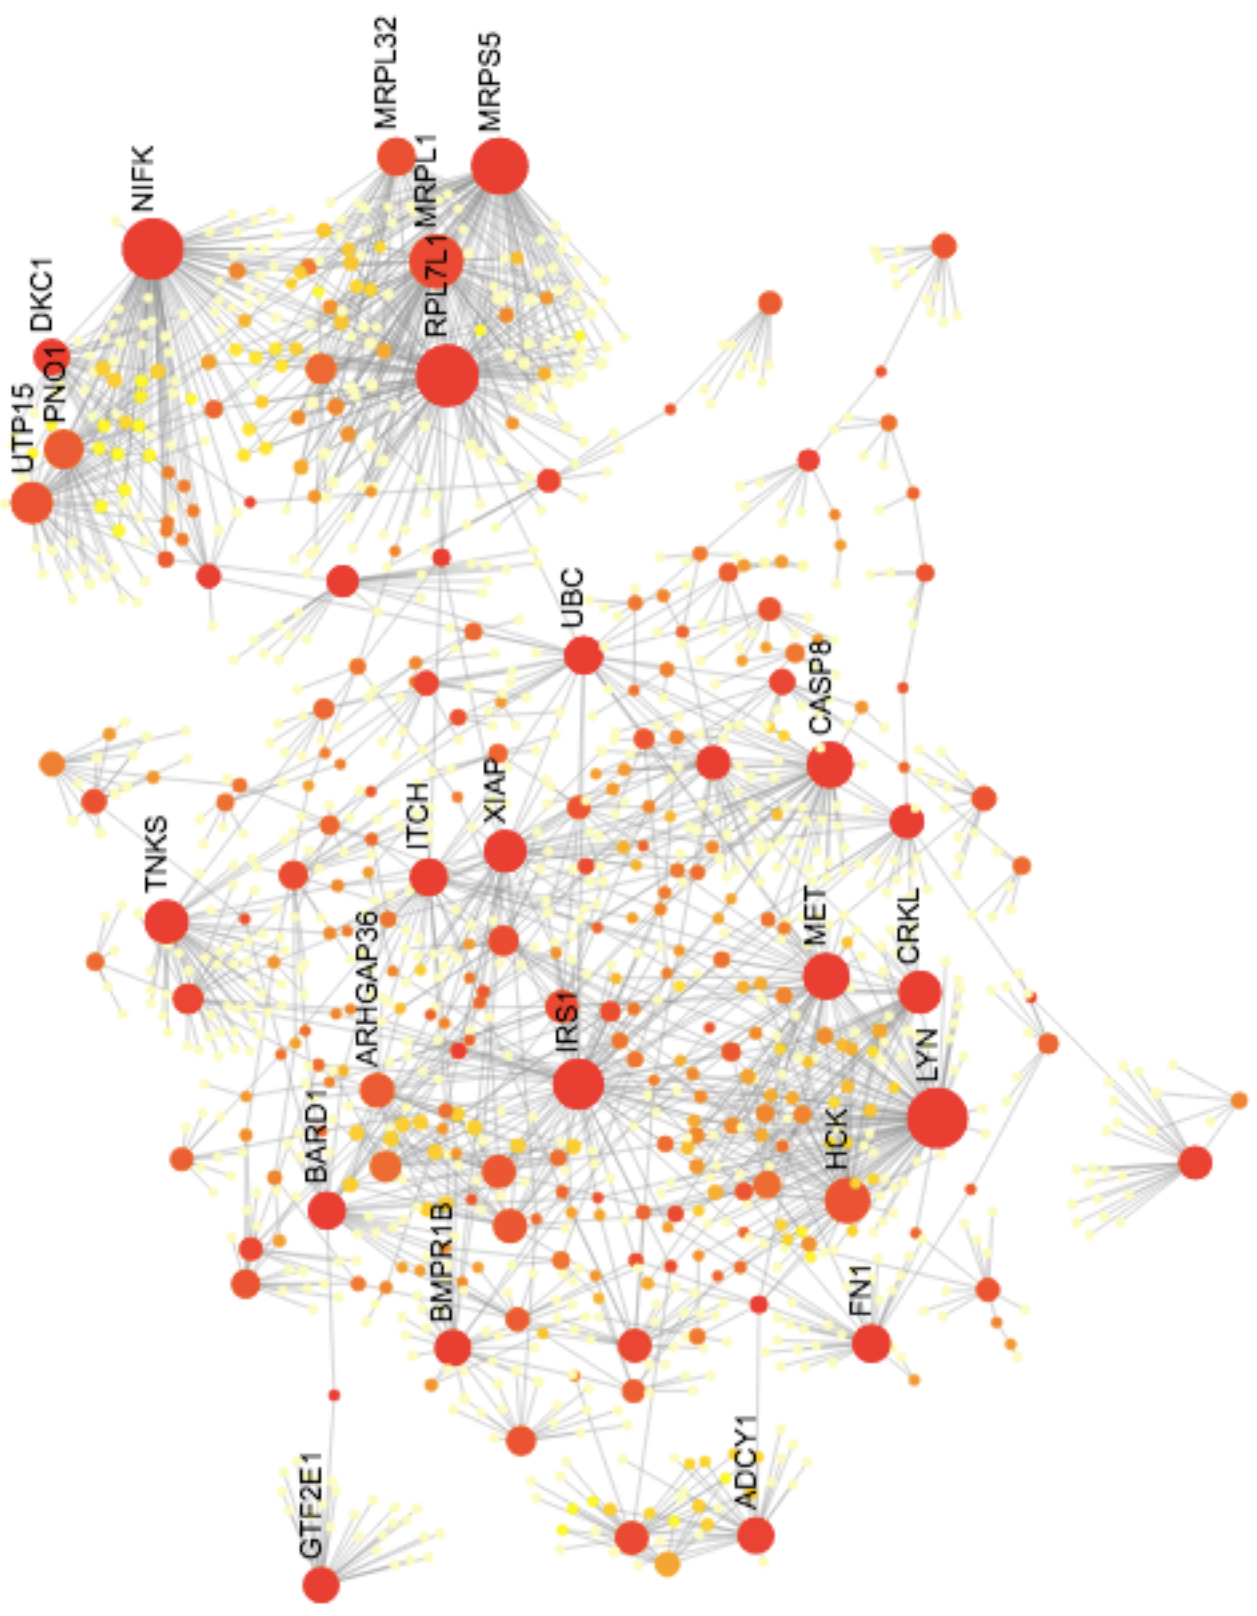 MRPL32
MRPS5
MRPL1
NIFK
DKC1
RPL7L1
PNO1
UTP15
UBC
CASP8
XIAP
ITCH
TNKS
MET
CRKL
ARHGAP36
IRS1
LYN
HCK
BARD1
BMPR1B
FN1
ADCY1
GTF2E1